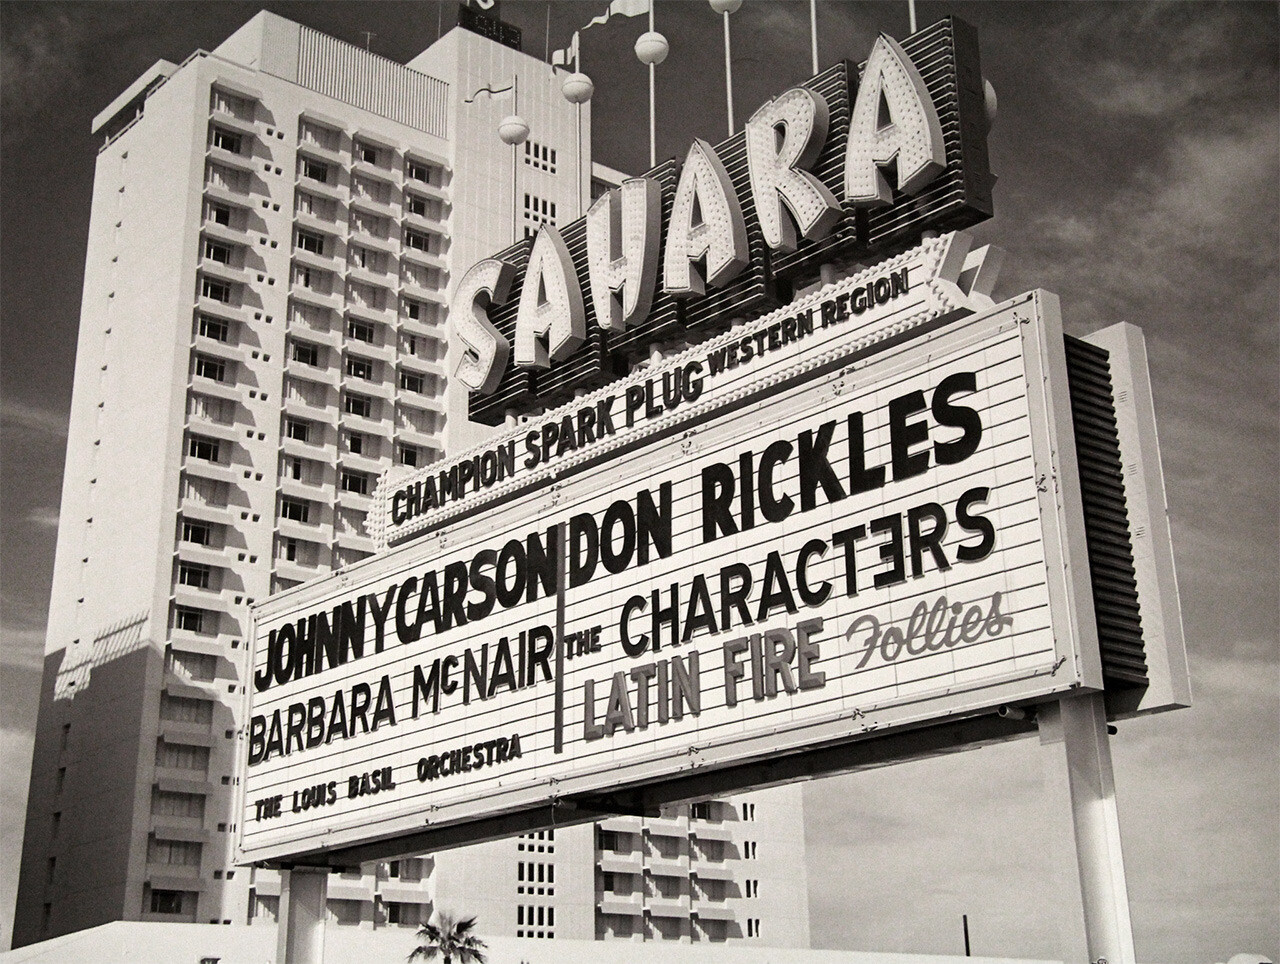 SAHARA
CHAMPION SPARK PLUG WESTERN REGION
JOHNNY CARSON
BARBARA McNAIR
THE LOUIS BASIL ORCHESTRA
DON RICKLES
THE CHARACTERS
LATIN FIRE Follies